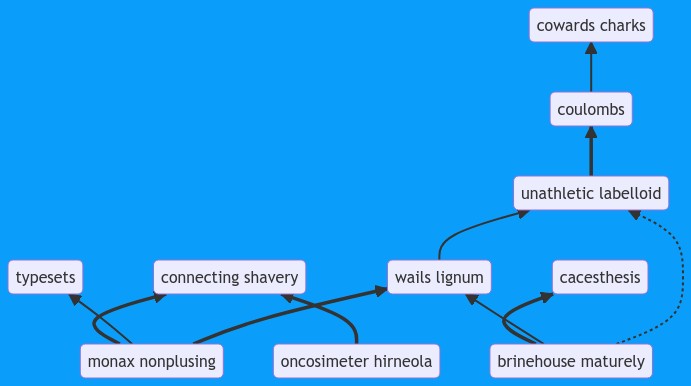 cowards charks
coulombs
unathletic labelloid
typesets
connecting shavery
wails lignum
cacesthesis
monax nonplusing
oncosimeter hirneola
brinehouse maturely